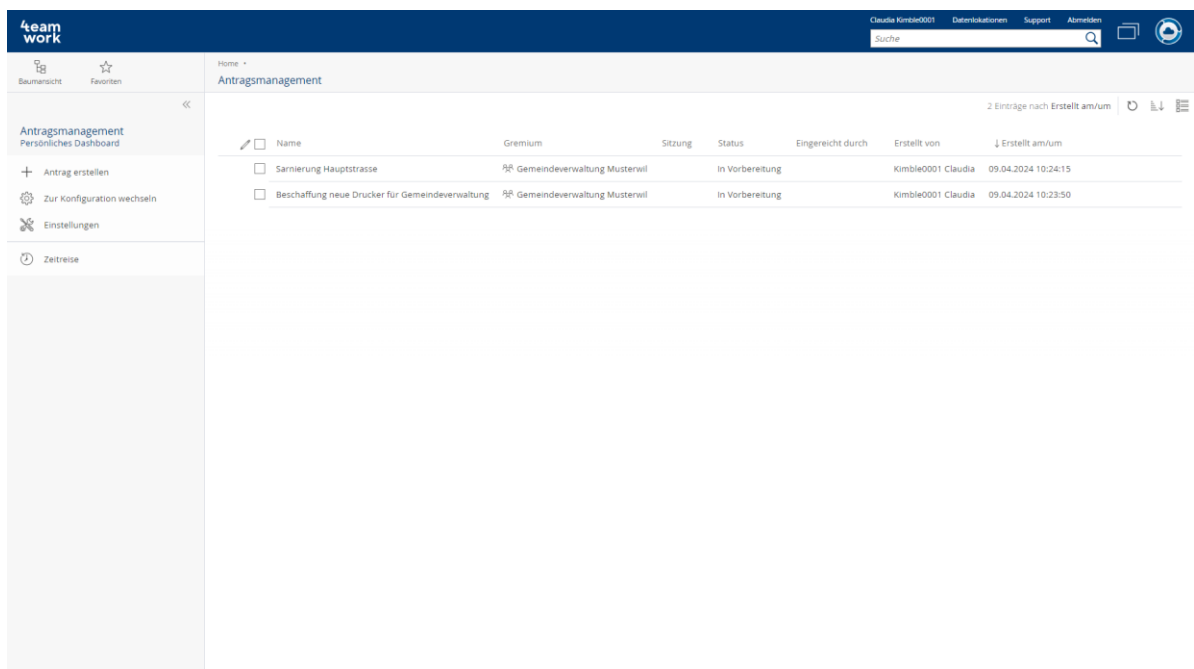 4team
work
Claudia Kimble0001 Datenlokationen Support Abmelden
Suche
Baumansicht Favoriten
Home
Antragsmanagement
2 Einträge nach Erstellt am/um
Antragsmanagement
Persönliches Dashboard
Antrag erstellen
Zur Konfiguration wechseln
Einstellungen
Zeitreise
Name Gremium Sitzung Status Eingereicht durch Erstellt von ↓ Erstellt am/um
Sarnierung Hauptstrasse Gemeindeverwaltung Musterwil In Vorbereitung Kimble0001 Claudia 09.04.2024 10:24:15
Beschaffung neue Drucker für Gemeindeverwaltung Gemeindeverwaltung Musterwil In Vorbereitung Kimble0001 Claudia 09.04.2024 10:23:50